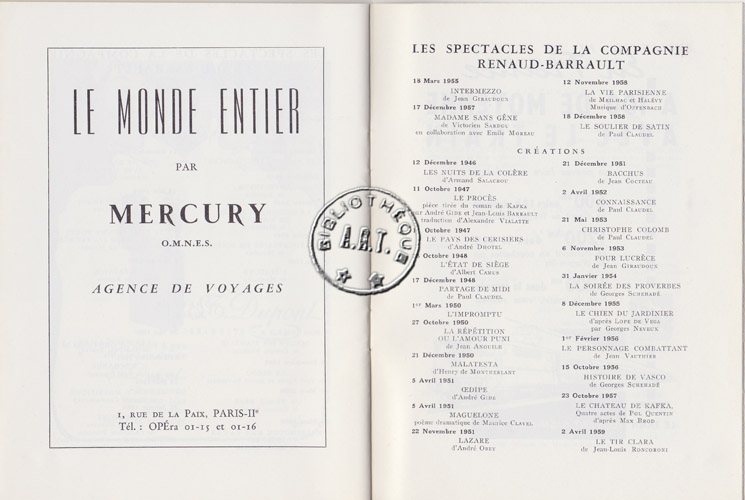 LE MONDE ENTIER
PAR
MERCURY
O.M.N.E.S.
AGENCE DE VOYAGES
1, RUE DE LA PAIX, PARIS-IIe
Tél. : OPÉra 01-15 et 01-16
BIBLIOTHÈQUE
A.R.T.
LES SPECTACLES DE LA COMPAGNIE
RENAUD-BARRAULT
18 Mars 1955
INTERMEZZO
de Jean GIRAUDOUX
17 Décembre 1957
MADAME SANS GÊNE
de Victorien SARDOU
en collaboration avec Emile MOREAU
12 Novembre 1958
LA VIE PARISIENNE
de MEILHAC et HALÉVY
Musique d'OFFENBACH
18 Décembre 1958
LE SOULIER DE SATIN
de Paul CLAUDEL
CRÉATIONS
12 Décembre 1946
LES NUITS DE LA COLÈRE
d'Armand SALACROU
11 Octobre 1947
LE PROCÈS
pièce tirée du roman de KAFKA
par André GIDE et Jean-Louis BARRAULT
traduction d'Alexandre VIALATTE
Octobre 1947
LE PAYS DES CERISIERS
d'André DHOTEL
Octobre 1948
L'ÉTAT DE SIÈGE
d'Albert CAMUS
17 Décembre 1948
PARTAGE DE MIDI
de Paul CLAUDEL
1er Mars 1950
L'IMPROMPTU
27 Octobre 1950
LA RÉPÉTITION
OU L'AMOUR PUNI
de Jean ANOUILH
21 Décembre 1950
MALATESTA
d'Henry de MONTHERLANT
5 Avril 1951
ŒDIPE
d'André GIDE
5 Avril 1951
MAGUELONE
poème dramatique de Maurice CLAVEL
22 Novembre 1951
LAZARE
d'André OBEY
21 Décembre 1951
BACCHUS
de Jean COCTEAU
2 Avril 1952
CONNAISSANCE
de Paul CLAUDEL
21 Mai 1953
CHRISTOPHE COLOMB
de Paul CLAUDEL
6 Novembre 1953
POUR LUCRÈCE
de Jean GIRAUDOUX
31 Janvier 1954
LA SOIRÉE DES PROVERBES
de Georges SCHEHADÉ
8 Décembre 1955
LE CHIEN DU JARDINIER
d'après LOPE DE VEGA
par Georges NEVEUX
1er Février 1956
LE PERSONNAGE COMBATTANT
de Jean VAUTHIER
15 Octobre 1956
HISTOIRE DE VASCO
de Georges SCHEHADÉ
23 Octobre 1957
LE CHATEAU DE KAFKA,
Quatre actes de POL QUENTIN
d'après MAX BROD
2 Avril 1959
LE TIR CLARA
de Jean-Louis RONCORONI